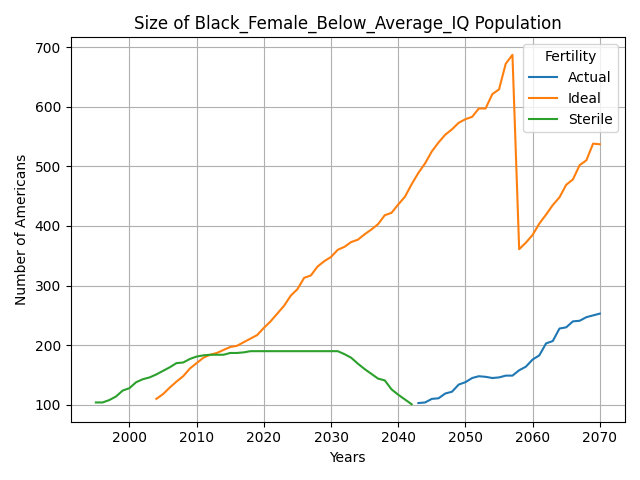 Size of Black_Female_Below_Average_IQ Population
Number of Americans
700
600
500
400
300
200
100
Fertility
Actual
Ideal
Sterile
2000 2010 2020 2030 2040 2050 2060 2070
Years